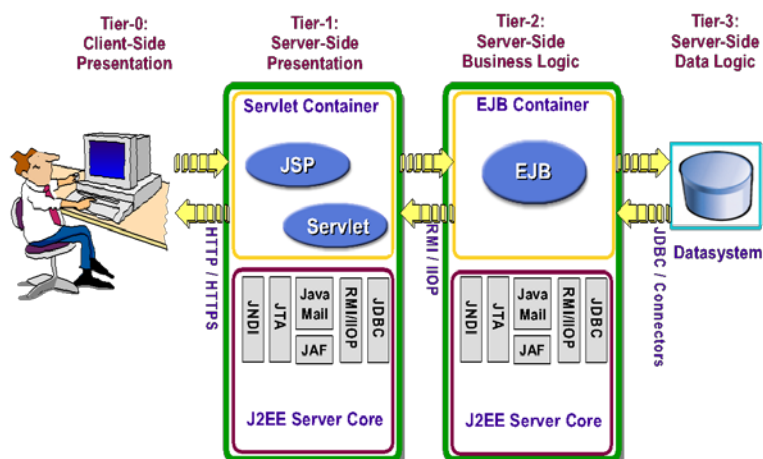 Tier-0:
Client-Side
Presentation
Tier-1:
Server-Side
Presentation
Tier-2:
Server-Side
Business Logic
Tier-3:
Server-Side
Data Logic
Servlet Container
JSP
Servlet
EJB Container
EJB
Datasystem
HTTP / HTTPS
RMI / IIOP
JDBC / Connectors
JNDI
JTA
Java
Mail
JAF
RMI/IIOP
JDBC
J2EE Server Core
JNDI
JTA
Java
Mail
JAF
RMI/IIOP
JDBC
J2EE Server Core